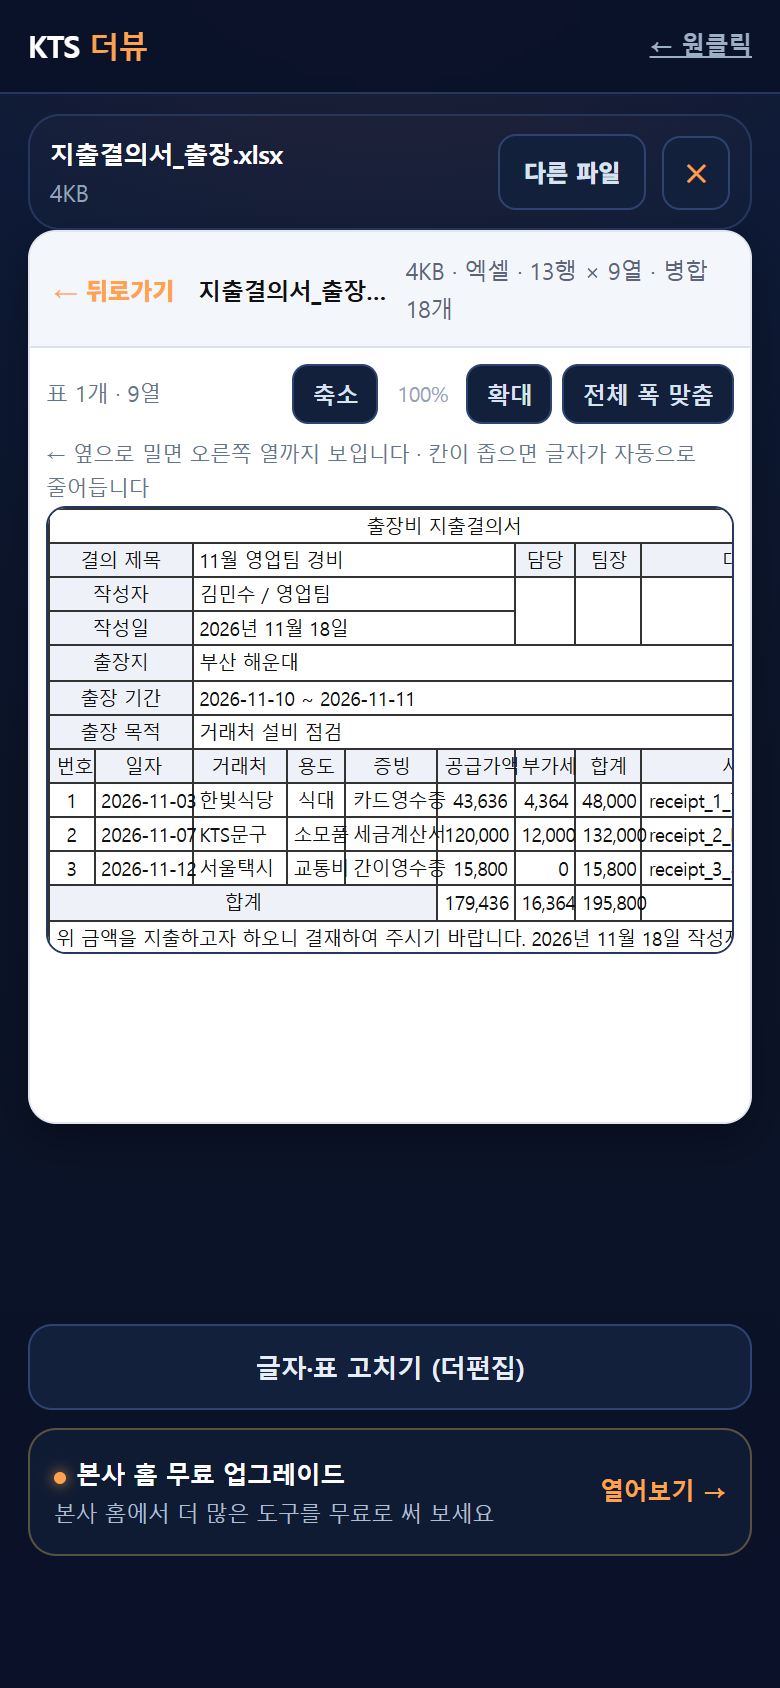 KTS 더뷰
← 원클릭
지출결의서_출장.xlsx
4KB
다른 파일
×
← 뒤로가기
지출결의서_출장...
4KB · 엑셀 · 13행 × 9열 · 병합
18개
표 1개 · 9열
축소
100%
확대
전체 폭 맞춤
← 옆으로 밀면 오른쪽 열까지 보입니다 · 칸이 좁으면 글자가 자동으로
줄어듭니다
출장비 지출결의서
결의 제목 11월 영업팀 경비 담당 팀장
작성자 김민수 / 영업팀
작성일 2026년 11월 18일
출장지 부산 해운대
출장 기간 2026-11-10 ~ 2026-11-11
출장 목적 거래처 설비 점검
번호 일자 거래처 용도 증빙 공급가액 부가세 합계
1 2026-11-03 한빛식당 식대 카드영수증 43,636 4,364 48,000 receipt_1_
2 2026-11-07 KTS문구 소모품 세금계산서 120,000 12,000 132,000 receipt_2_
3 2026-11-12 서울택시 교통비 간이영수증 15,800 0 15,800 receipt_3_
합계 179,436 16,364 195,800
위 금액을 지출하고자 하오니 결재하여 주시기 바랍니다. 2026년 11월 18일 작성자
글자·표 고치기 (더편집)
본사 홈 무료 업그레이드
본사 홈에서 더 많은 도구를 무료로 써 보세요
열어보기 →